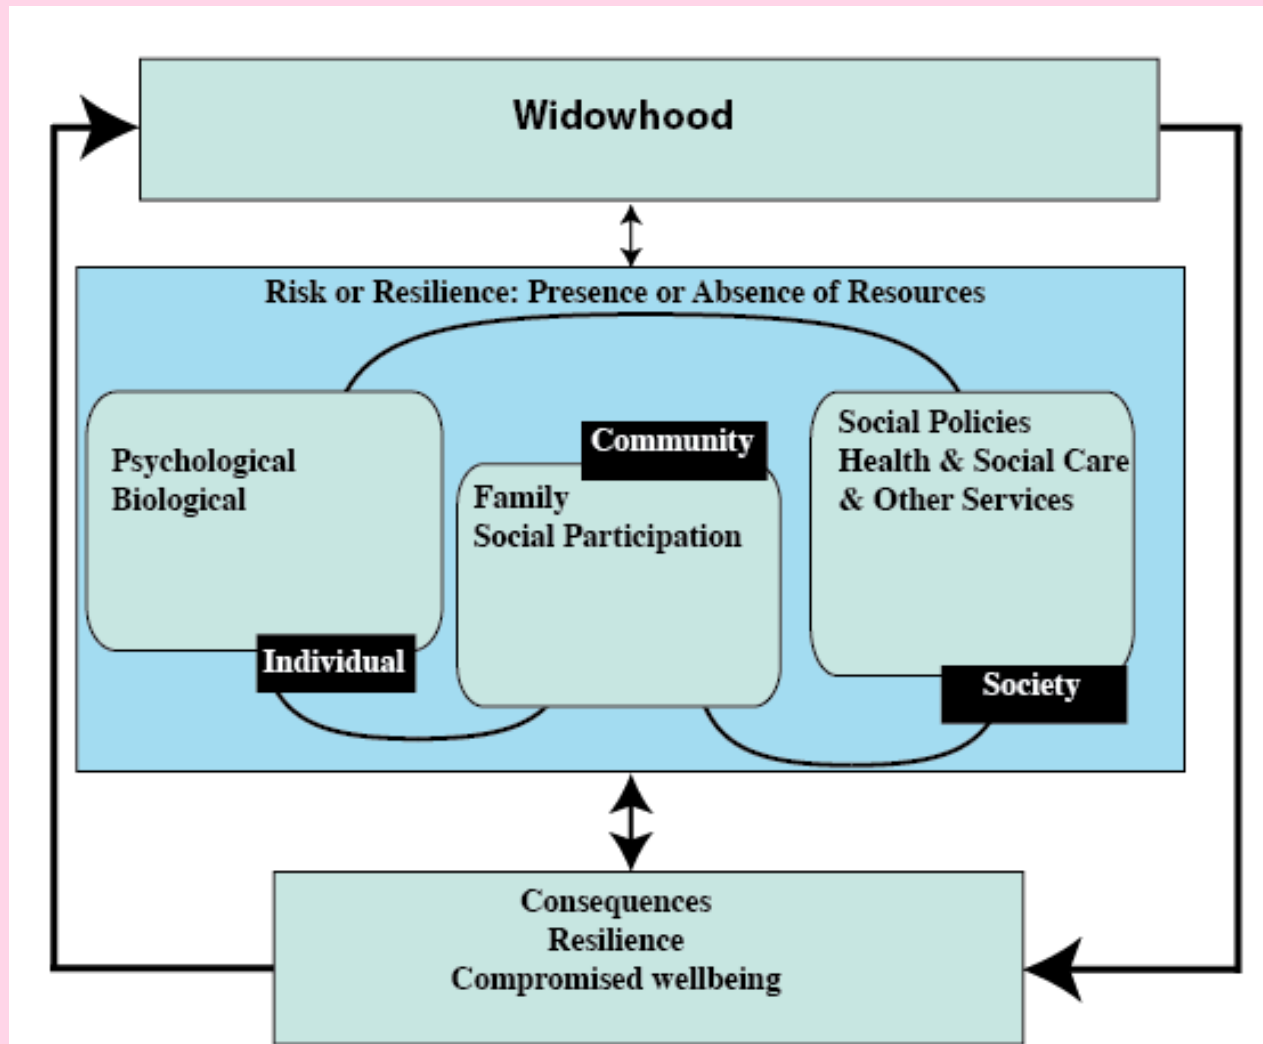 Widowhood
Risk or Resilience: Presence or Absence of Resources
Psychological
Biological
Individual
Community
Family
Social Participation
Social Policies
Health & Social Care
& Other Services
Society
Consequences
Resilience
Compromised wellbeing